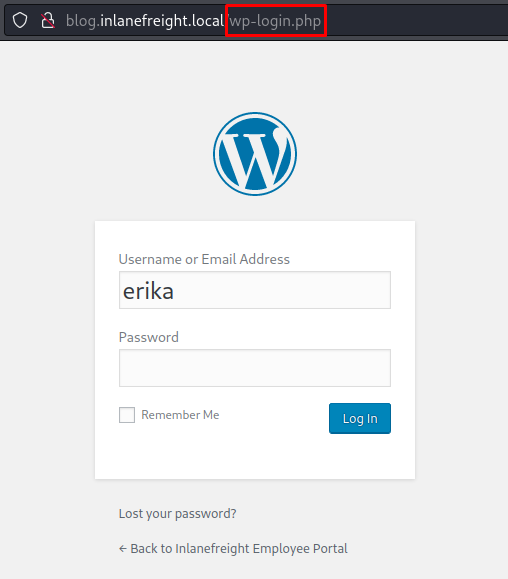 blog.inlanefreight.local/wp-login.php
Username or Email Address
erika
Password
Remember Me
Log In
Lost your password?
← Back to Inlanefreight Employee Portal